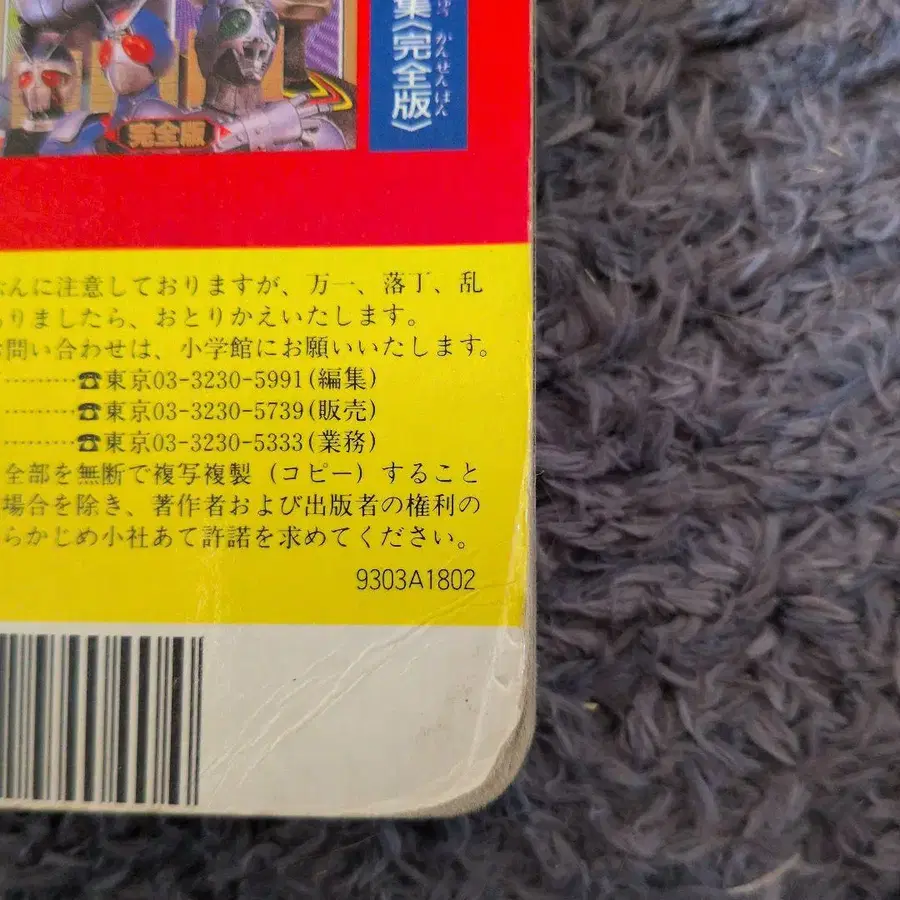 集〈完全版〉
かんぜんばん
完全版
なんに注意しておりますが、万一、落丁、乱
りましたら、おとりかえいたします。
お問い合わせは、小学館にお願いいたします。
………☎東京03-3230-5991(編集)
………☎東京03-3230-5739(販売)
………☎東京03-3230-5333(業務)
全部を無断で複写複製（コピー）すること
場合を除き、著作者および出版者の権利の
らかじめ小社あて許諾を求めてください。
9303A1802